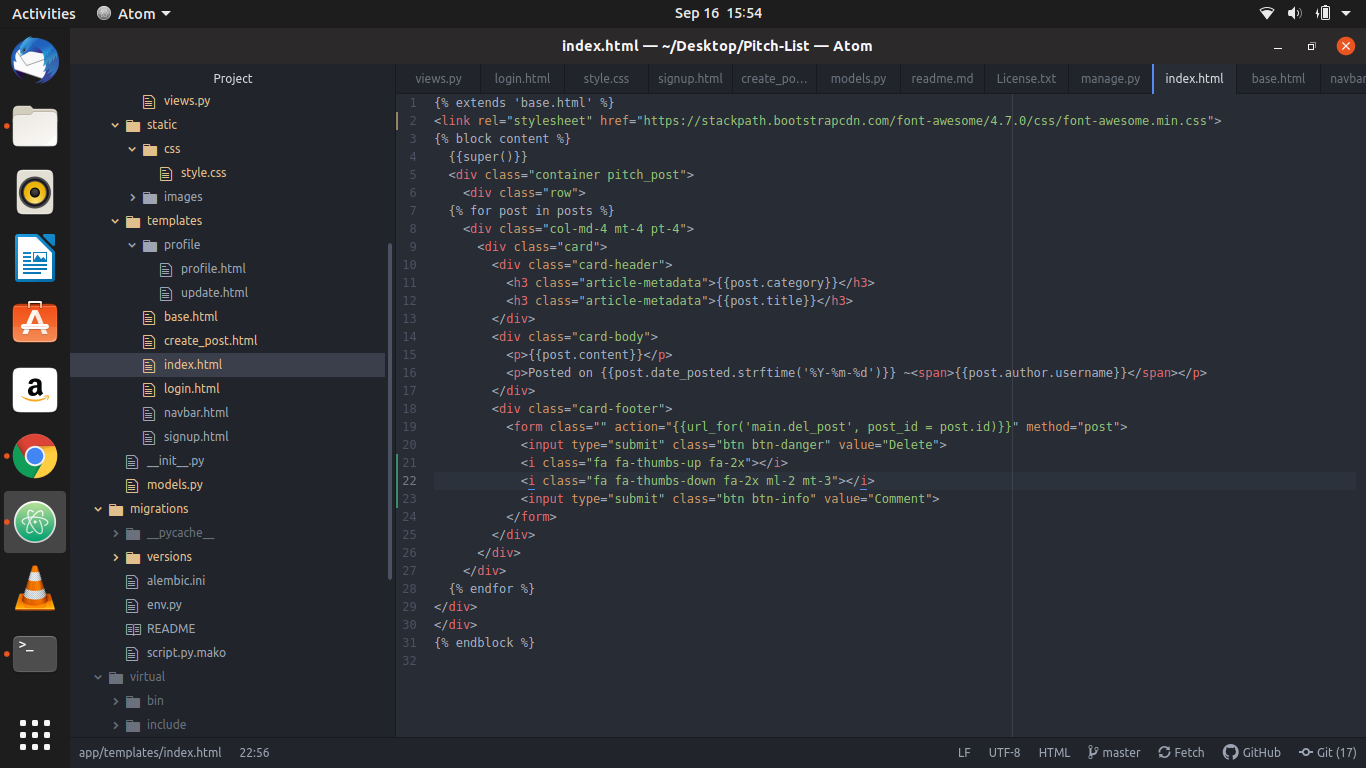 Activities Atom Sep 16 15:54
index.html — ~/Desktop/Pitch-List — Atom
Project
views.py
static
css
style.css
images
templates
profile
profile.html
update.html
base.html
create_post.html
index.html
login.html
navbar.html
signup.html
__init__.py
models.py
migrations
__pycache__
versions
alembic.ini
env.py
README
script.py.mako
virtual
bin
include
views.py login.html style.css signup.html create_po... models.py readme.md License.txt manage.py index.html base.html navbar
1 {% extends 'base.html' %}
2 <link rel="stylesheet" href="https://stackpath.bootstrapcdn.com/font-awesome/4.7.0/css/font-awesome.min.css">
3 {% block content %}
4 {{super()}}
5 <div class="container pitch_post">
6 <div class="row">
7 {% for post in posts %}
8 <div class="col-md-4 mt-4 pt-4">
9 <div class="card">
10 <div class="card-header">
11 <h3 class="article-metadata">{{post.category}}</h3>
12 <h3 class="article-metadata">{{post.title}}</h3>
13 </div>
14 <div class="card-body">
15 <p>{{post.content}}</p>
16 <p>Posted on {{post.date_posted.strftime('%Y-%m-%d')}} ~<span>{{post.author.username}}</span></p>
17 </div>
18 <div class="card-footer">
19 <form class="" action="{{url_for('main.del_post', post_id = post.id)}}" method="post">
20 <input type="submit" class="btn btn-danger" value="Delete">
21 <i class="fa fa-thumbs-up fa-2x"></i>
22 <i class="fa fa-thumbs-down fa-2x ml-2 mt-3"></i>
23 <input type="submit" class="btn btn-info" value="Comment">
24 </form>
25 </div>
26 </div>
27 </div>
28 {% endfor %}
29 </div>
30 </div>
31 {% endblock %}
32
app/templates/index.html 22:56 LF UTF-8 HTML master Fetch GitHub Git (17)